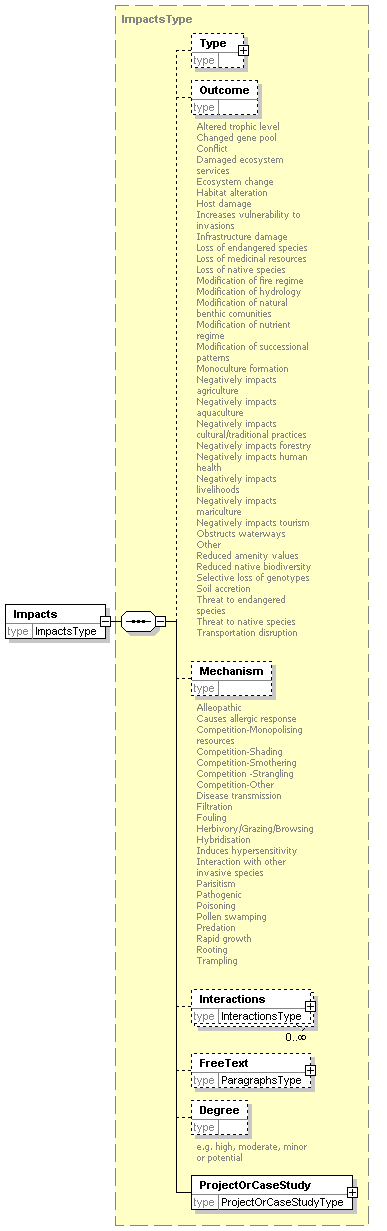 ImpactsType
Type
type
Outcome
type
Altered trophic level
Changed gene pool
Conflict
Damaged ecosystem
services
Ecosystem change
Habitat alteration
Host damage
Increases vulnerability to
invasions
Infrastructure damage
Loss of endangered species
Loss of medicinal resources
Loss of native species
Modification of fire regime
Modification of hydrology
Modification of natural
benthic comunities
Modification of nutrient
regime
Modification of successional
patterns
Monoculture formation
Negatively impacts
agriculture
Negatively impacts
aquaculture
Negatively impacts
cultural/traditional practices
Negatively impacts forestry
Negatively impacts human
health
Negatively impacts
livelihoods
Negatively impacts
mariculture
Negatively impacts tourism
Obstructs waterways
Other
Reduced amenity values
Reduced native biodiversity
Selective loss of genotypes
Soil accretion
Threat to endangered
species
Threat to native species
Transportation disruption
Impacts
type ImpactsType
Mechanism
type
Alleopathic
Causes allergic response
Competition-Monopolising
resources
Competition-Shading
Competition-Smothering
Competition -Strangling
Competition-Other
Disease transmission
Filtration
Fouling
Herbivory/Grazing/Browsing
Hybridisation
Induces hypersensitivity
Interaction with other
invasive species
Parisitism
Pathogenic
Poisoning
Pollen swamping
Predation
Rapid growth
Rooting
Trampling
Interactions
type InteractionsType
0..∞
FreeText
type ParagraphsType
Degree
type
e.g. high, moderate, minor
or potential
ProjectOrCaseStudy
type ProjectOrCaseStudyType